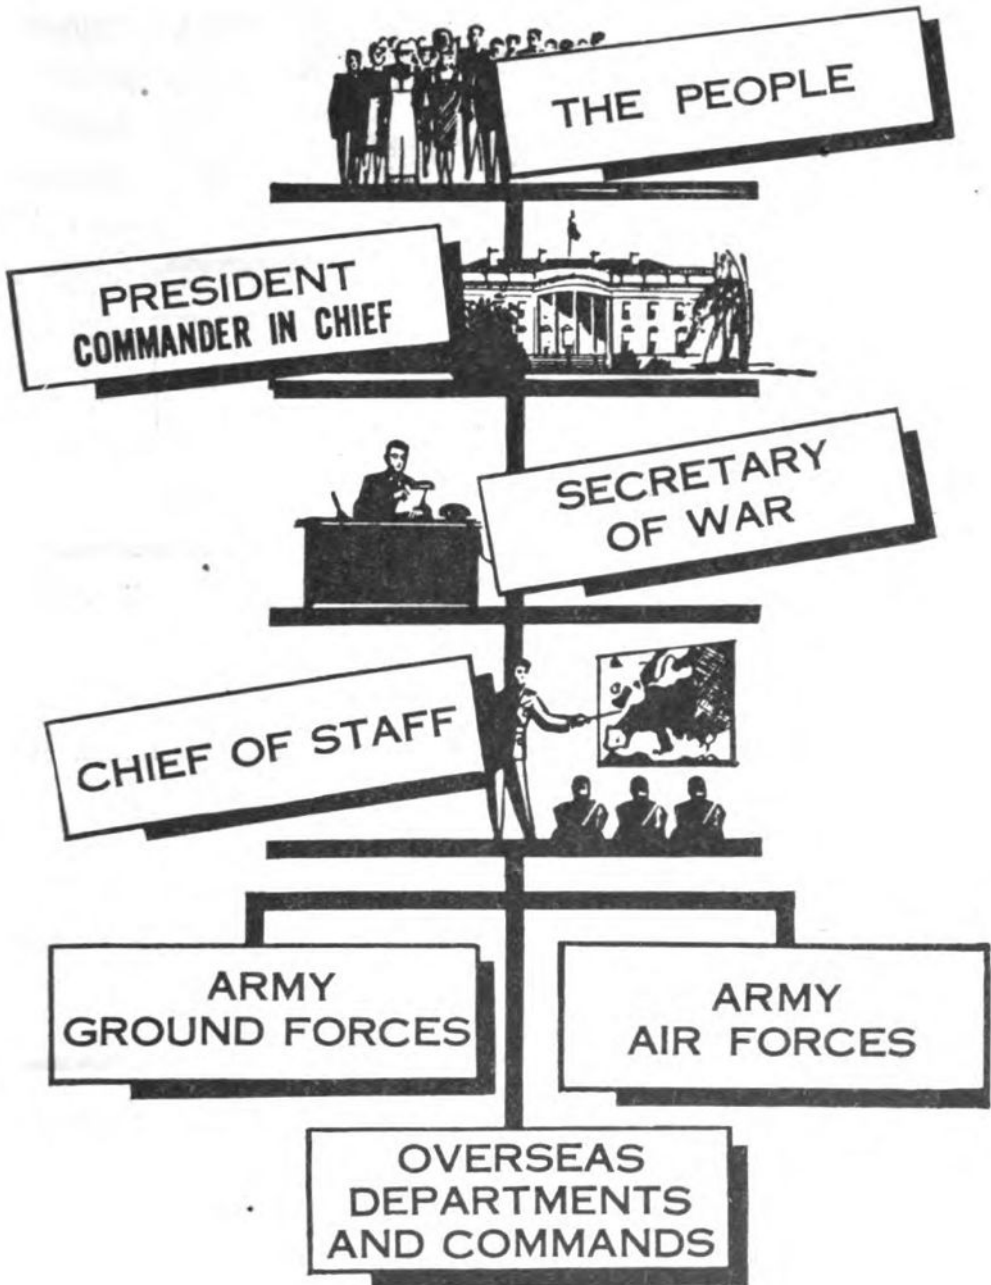 THE PEOPLE
PRESIDENT
COMMANDER IN CHIEF
SECRETARY
OF WAR
CHIEF OF STAFF
ARMY
GROUND FORCES
ARMY
AIR FORCES
OVERSEAS
DEPARTMENTS
AND COMMANDS